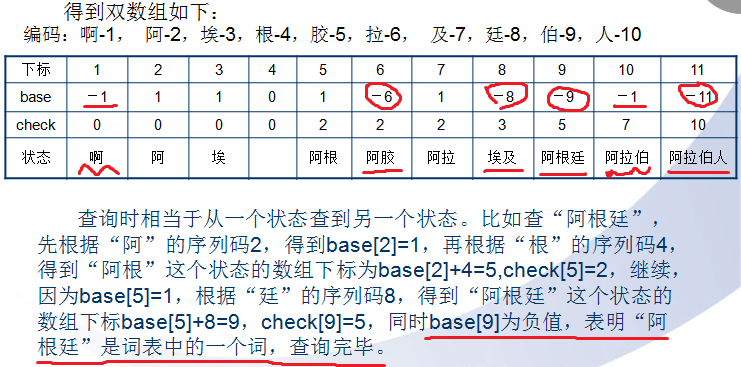 得到双数组如下：
编码：啊-1， 阿-2，埃-3，根-4，胶-5，拉-6， 及-7，廷-8，伯-9，人-10
下标 1 2 3 4 5 6 7 8 9 10 11
base －1 1 1 0 1 －6 1 －8 －9 －1 －11
check 0 0 0 0 2 2 2 3 5 7 10
状态 啊 阿 埃 阿根 阿胶 阿拉 埃及 阿根廷 阿拉伯 阿拉伯人
查询时相当于从一个状态查到另一个状态。比如查“阿根廷”，
先根据“阿”的序列码2，得到base[2]=1，再根据“根”的序列码4，
得到“阿根”这个状态的数组下标为base[2]+4=5,check[5]=2，继续，
因为base[5]=1，根据“廷”的序列码8，得到“阿根廷”这个状态的
数组下标base[5]+8=9，check[9]=5，同时base[9]为负值，表明“阿
根廷”是词表中的一个词，查询完毕。